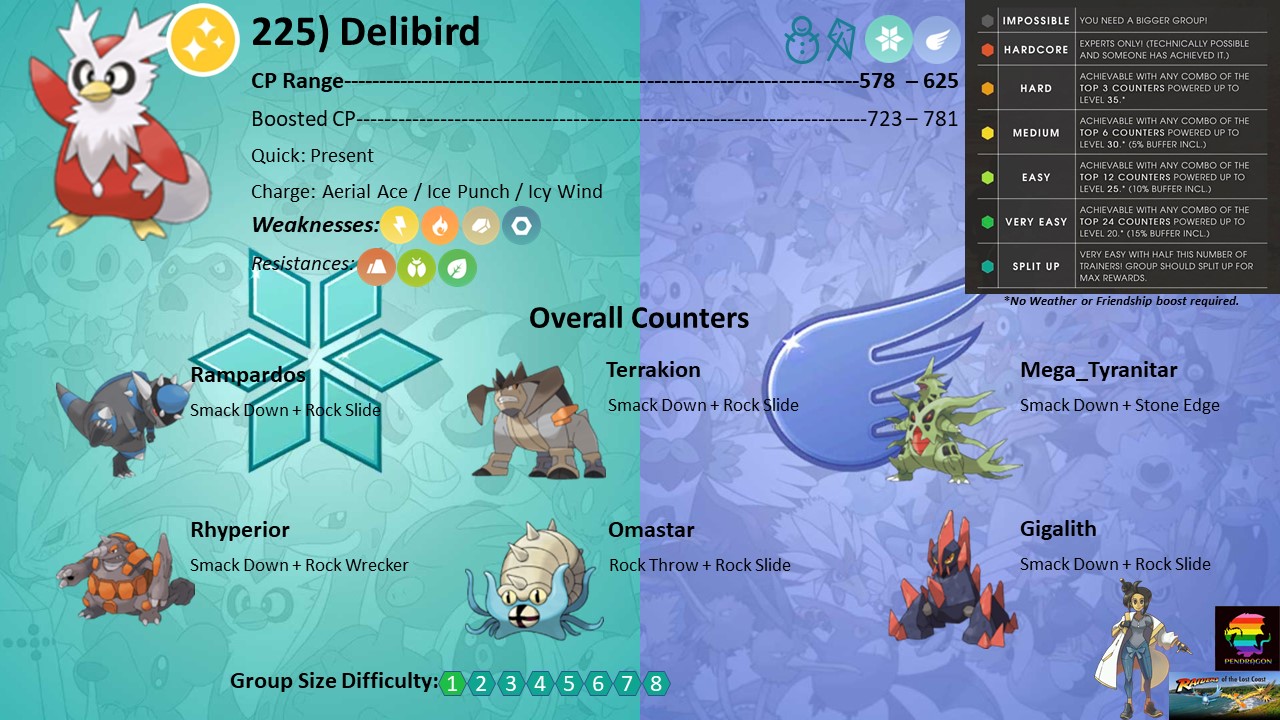 225) Delibird
CP Range---578 – 625
Boosted CP---723 – 781
Quick: Present
Charge: Aerial Ace / Ice Punch / Icy Wind
Weaknesses:
Resistances:
IMPOSSIBLE YOU NEED A BIGGER GROUP!
HARDCORE EXPERTS ONLY! (TECHNICALLY POSSIBLE
AND SOMEONE HAS ACHIEVED IT.)
HARD ACHIEVABLE WITH ANY COMBO OF THE
TOP 3 COUNTERS POWERED UP TO
LEVEL 35.*
MEDIUM ACHIEVABLE WITH ANY COMBO OF THE
TOP 6 COUNTERS POWERED UP TO
LEVEL 30.* (5% BUFFER INCL.)
EASY ACHIEVABLE WITH ANY COMBO OF THE
TOP 12 COUNTERS POWERED UP TO
LEVEL 25.* (10% BUFFER INCL.)
VERY EASY ACHIEVABLE WITH ANY COMBO OF THE
TOP 24 COUNTERS POWERED UP TO
LEVEL 20.* (15% BUFFER INCL.)
SPLIT UP VERY EASY WITH HALF THIS NUMBER OF
TRAINERS! GROUP SHOULD SPLIT UP FOR
MAX REWARDS.
*No Weather or Friendship boost required.
Overall Counters
Rampardos
Smack Down + Rock Slide
Terrakion
Smack Down + Rock Slide
Mega_Tyranitar
Smack Down + Stone Edge
Rhyperior
Smack Down + Rock Wrecker
Omastar
Rock Throw + Rock Slide
Gigalith
Smack Down + Rock Slide
Group Size Difficulty: 1 2 3 4 5 6 7 8
PENDRAGON
RAIDERS of the Lost Coast